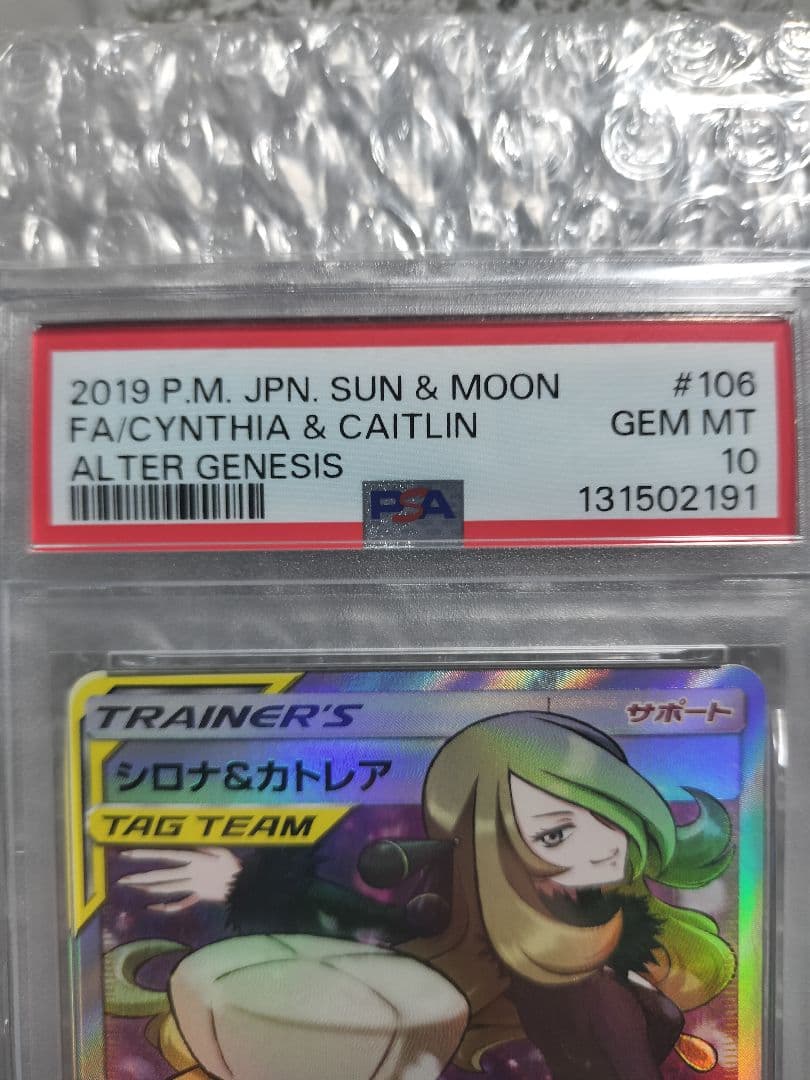 2019 P.M. JPN. SUN & MOON #106
FA/CYNTHIA & CAITLIN GEM MT
ALTER GENESIS 10
131502191
PSA
TRAINER'S サポート
シロナ&カトレア
TAG TEAM